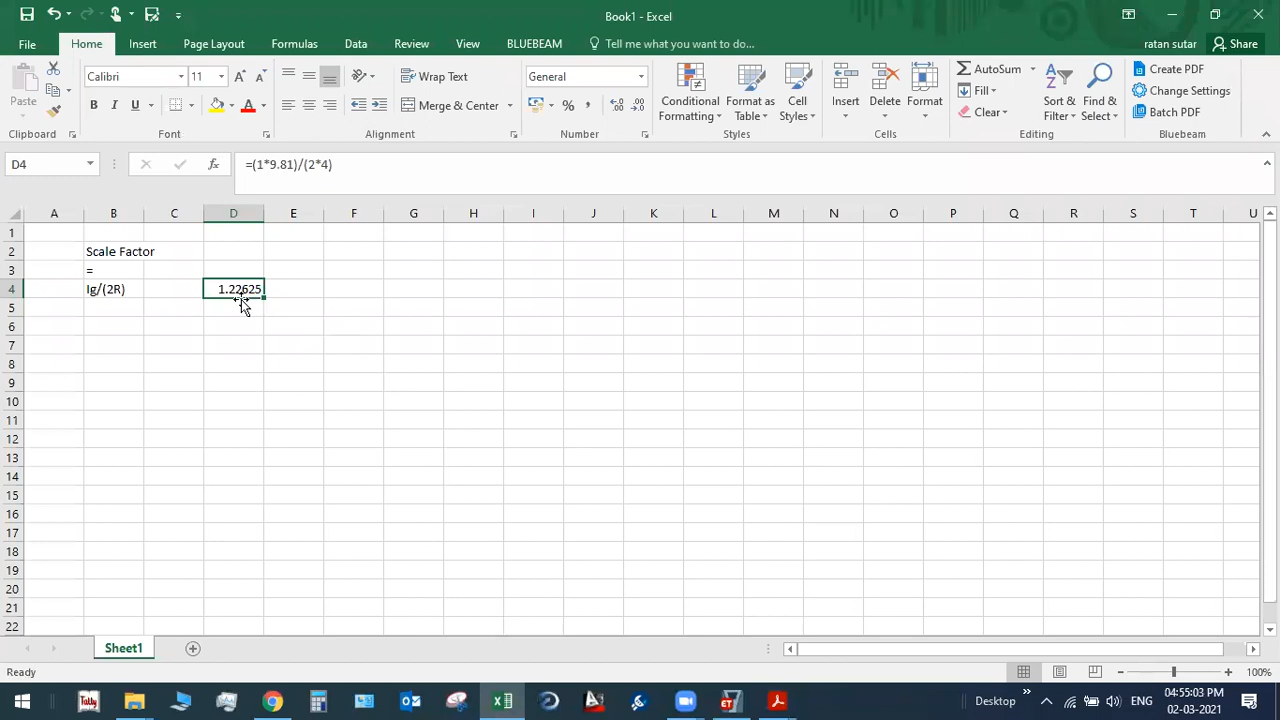 Book1 - Excel
File
Home
Insert
Page Layout
Formulas
Data
Review
View
BLUEBEAM
Tell me what you want to do...
ratan sutar
Share
Paste
Calibri
11
A
A
B I U
A
Wrap Text
Merge & Center
General
%
Conditional Formatting
Format as Table
Cell Styles
Insert
Delete
Format
AutoSum
Fill
Clear
Sort & Filter
Find & Select
Create PDF
Change Settings
Batch PDF
Clipboard
Font
Alignment
Number
Styles
Cells
Editing
Bluebeam
D4
fx
=(1*9.81)/(2*4)
A B C D E F G H I J K L M N O P Q R S T U
1
2 Scale Factor
3 =
4 Ig/(2R) 1.22625
5
6
7
8
9
10
11
12
13
14
15
16
17
18
19
20
21
22
Sheet1
Ready
100%
Tally
ET
Desktop
ENG
04:55:03 PM
02-03-2021